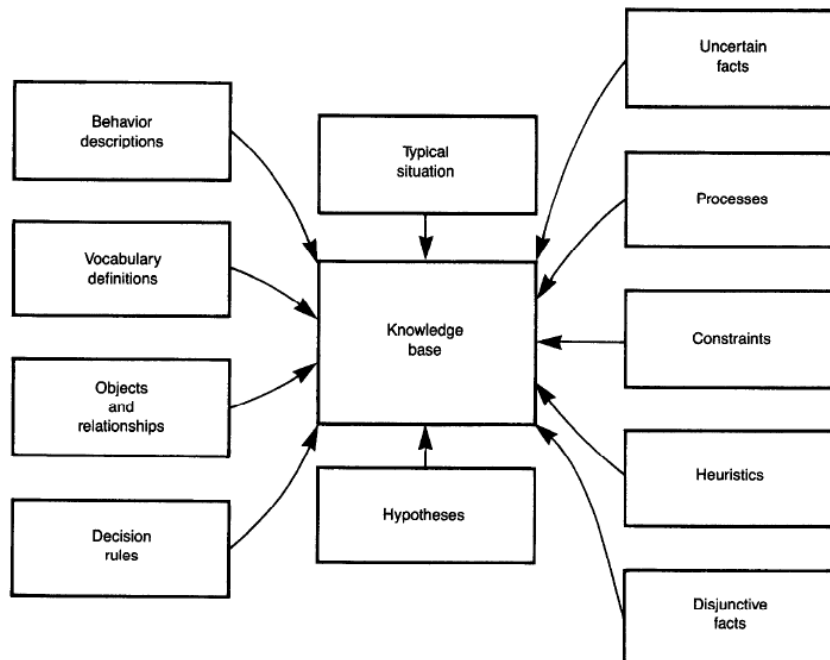 Behavior
descriptions
Vocabulary
definitions
Objects
and
relationships
Decision
rules
Typical
situation
Knowledge
base
Hypotheses
Uncertain
facts
Processes
Constraints
Heuristics
Disjunctive
facts